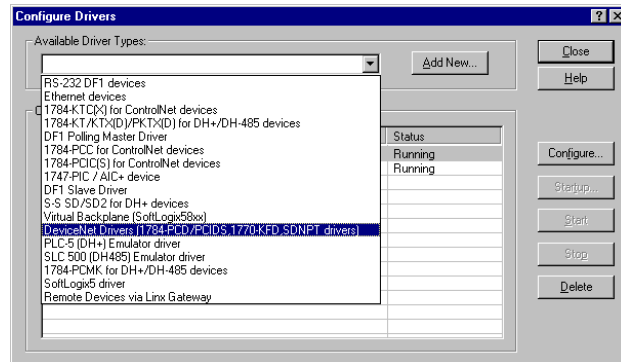 Configure Drivers
Available Driver Types:
Add New...
Close
Help
RS-232 DF1 devices
Ethernet devices
1784-KTC(X) for ControlNet devices
1784-KT/KTX(D)/PKTX(D) for DH+/DH-485 devices
DF1 Polling Master Driver
1784-PCC for ControlNet devices
1784-PCIC(S) for ControlNet devices
1747-PIC / AIC+ device
DF1 Slave Driver
S-S SD/SD2 for DH+ devices
Virtual Backplane (SoftLogix58xx)
DeviceNet Drivers (1784-PCD/PCIDS,1770-KFD,SDNPT drivers)
PLC-5 (DH+) Emulator driver
SLC 500 (DH485) Emulator driver
1784-PCMK for DH+/DH-485 devices
SoftLogix5 driver
Remote Devices via Linx Gateway
Status
Running
Running
Configure...
Startup...
Start
Stop
Delete